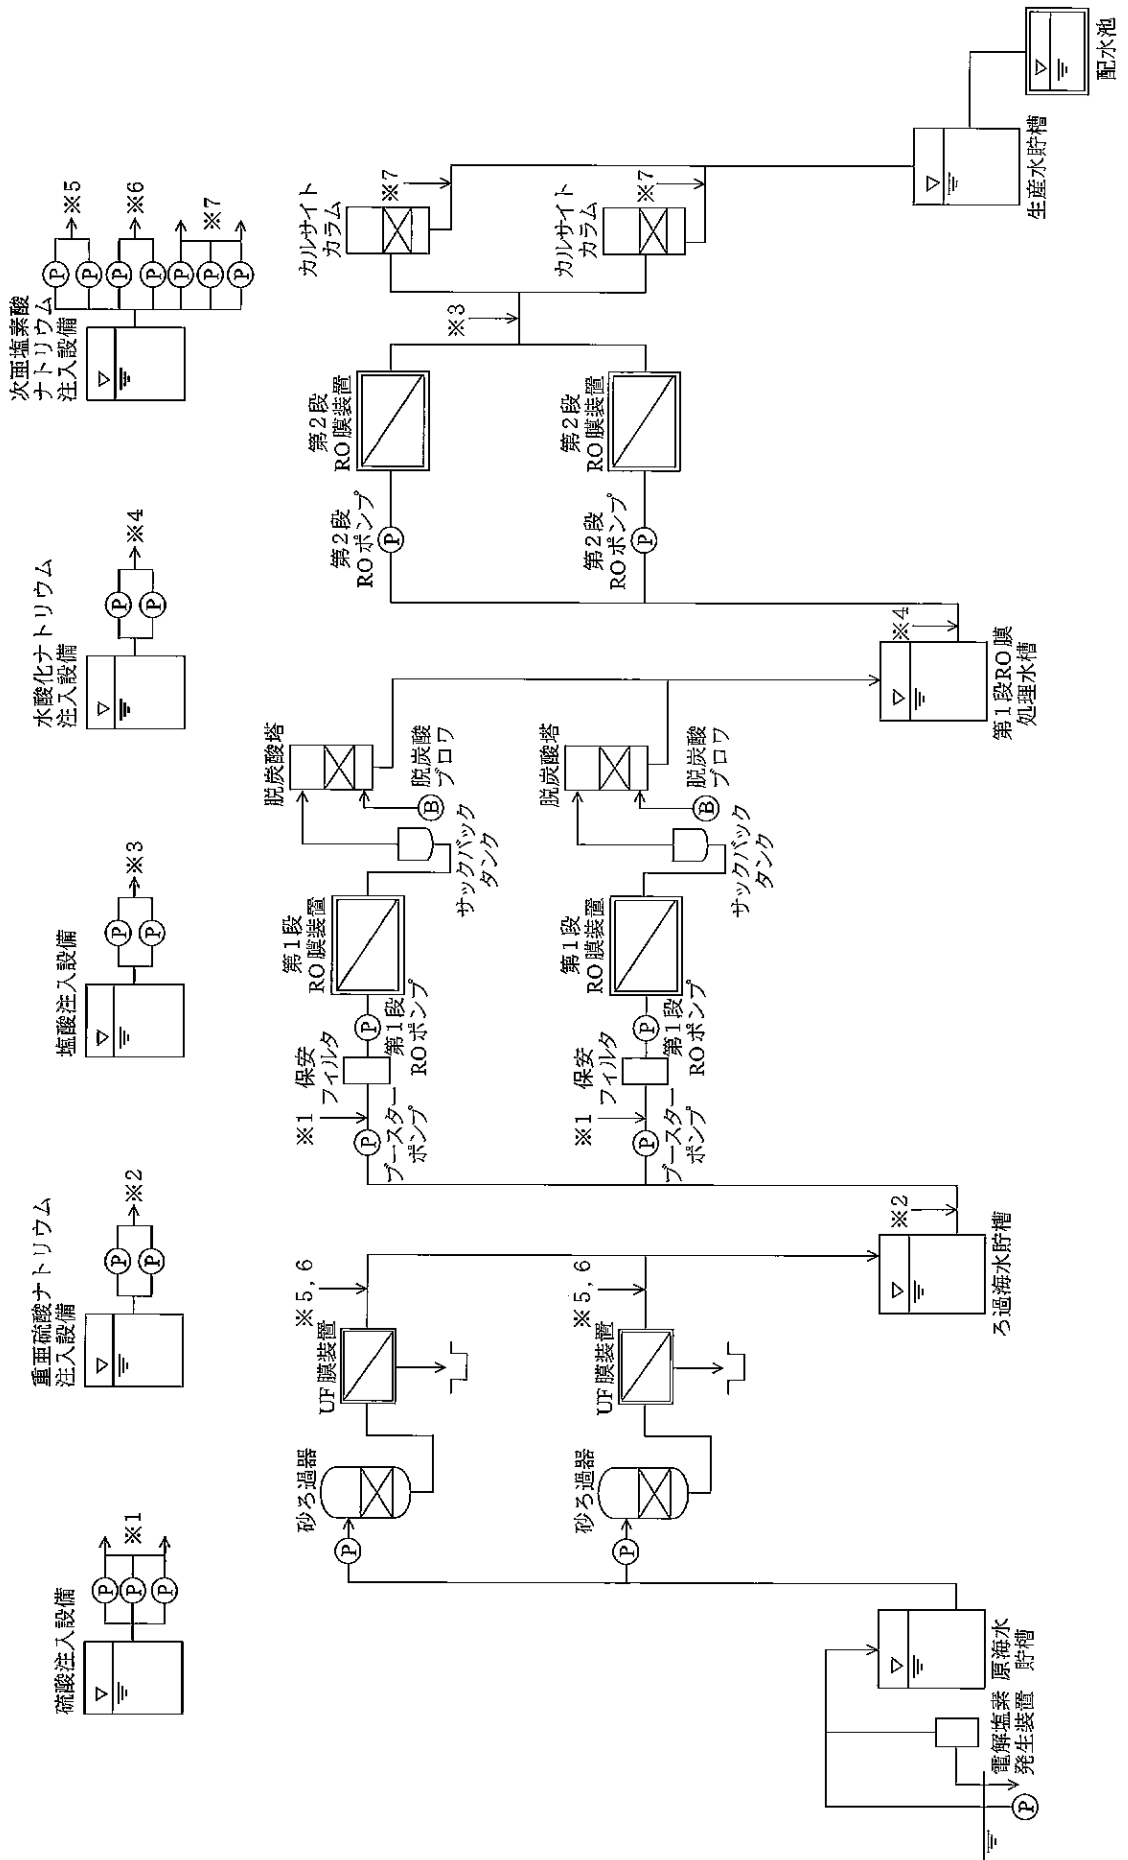 硫酸注入設備
P
P
P
※1
重亜硫酸ナトリウム
注入設備
P
P
※2
塩酸注入設備
P
P
※3
水酸化ナトリウム
注入設備
P
P
※4
次亜塩素酸
ナトリウム
注入設備
P
P
P
P
P
P
P
※5
※6
※7
P
電解塩素
発生装置
原海水
貯槽
P
砂ろ過器
UF膜装置
※5, 6
P
砂ろ過器
UF膜装置
※5, 6
ろ過海水貯槽
※2
P
ブースター
ポンプ
※1
保安
フィルタ
P
第1段
ROポンプ
第1段
RO膜装置
サックバック
タンク
脱炭酸塔
B
脱炭酸
ブロワ
P
ブースター
ポンプ
※1
保安
フィルタ
P
第1段
ROポンプ
第1段
RO膜装置
サックバック
タンク
脱炭酸塔
B
脱炭酸
ブロワ
第1段RO膜
処理水槽
※4
第2段
ROポンプ
P
第2段
RO膜装置
第2段
ROポンプ
P
第2段
RO膜装置
※3
カルサイト
カラム
※7
カルサイト
カラム
※7
生産水貯槽
配水池